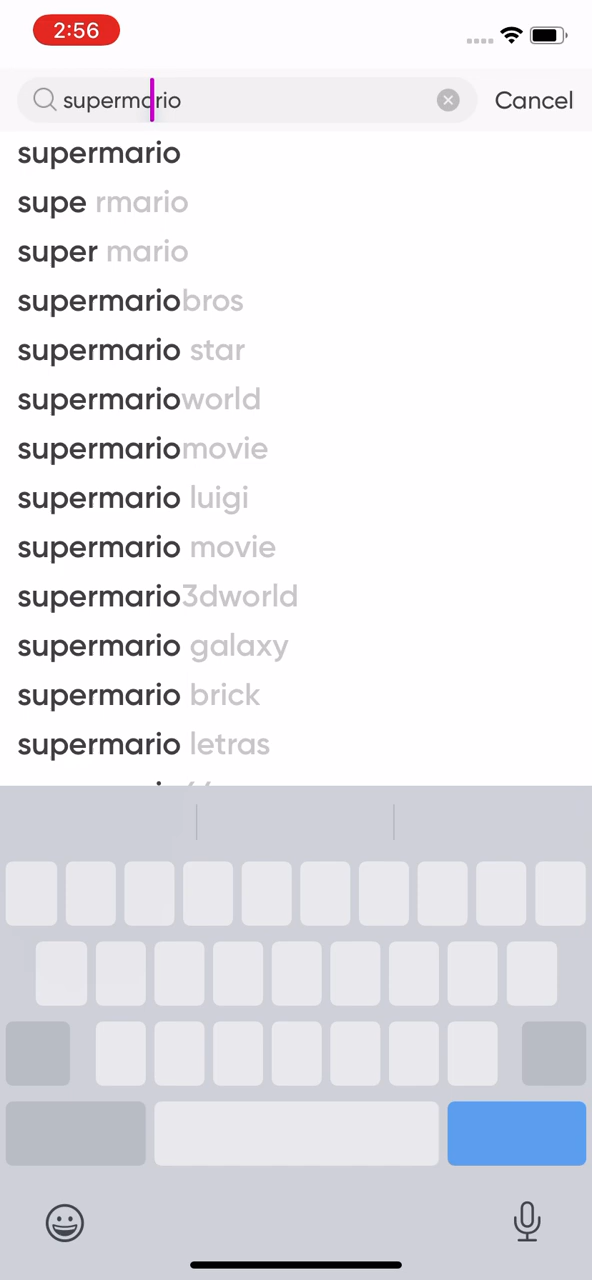 2:56
supermario Cancel
supermario
supe rmario
super mario
supermariobros
supermario star
supermarioworld
supermariomovie
supermario luigi
supermario movie
supermario3dworld
supermario galaxy
supermario brick
supermario letras